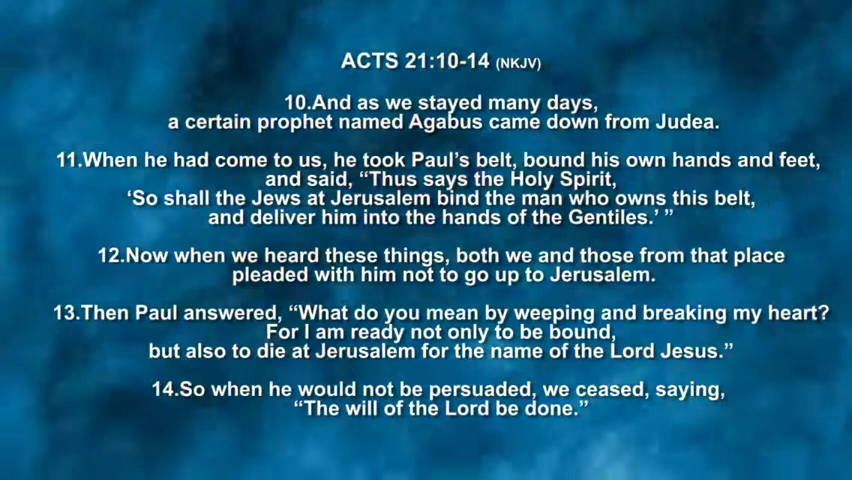 ACTS 21:10-14 (NKJV)
10.And as we stayed many days,
a certain prophet named Agabus came down from Judea.
11.When he had come to us, he took Paul’s belt, bound his own hands and feet,
and said, “Thus says the Holy Spirit,
‘So shall the Jews at Jerusalem bind the man who owns this belt,
and deliver him into the hands of the Gentiles.’ ”
12.Now when we heard these things, both we and those from that place
pleaded with him not to go up to Jerusalem.
13.Then Paul answered, “What do you mean by weeping and breaking my heart?
For I am ready not only to be bound,
but also to die at Jerusalem for the name of the Lord Jesus.”
14.So when he would not be persuaded, we ceased, saying,
“The will of the Lord be done.”